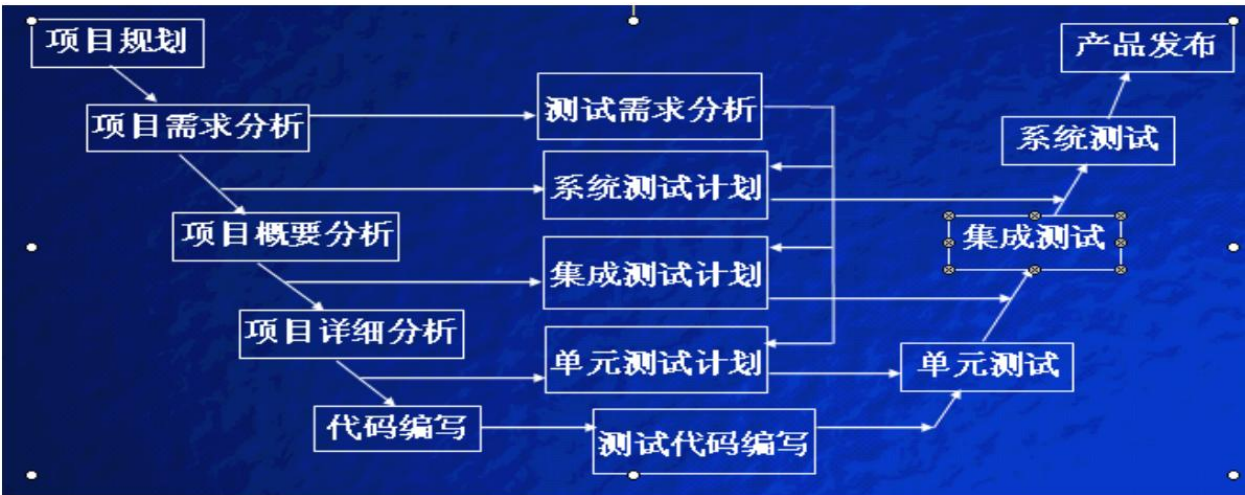 项目规划
产品发布
项目需求分析
测试需求分析
系统测试
系统测试计划
项目概要分析
集成测试
集成测试计划
项目详细分析
单元测试计划
单元测试
代码编写
测试代码编写